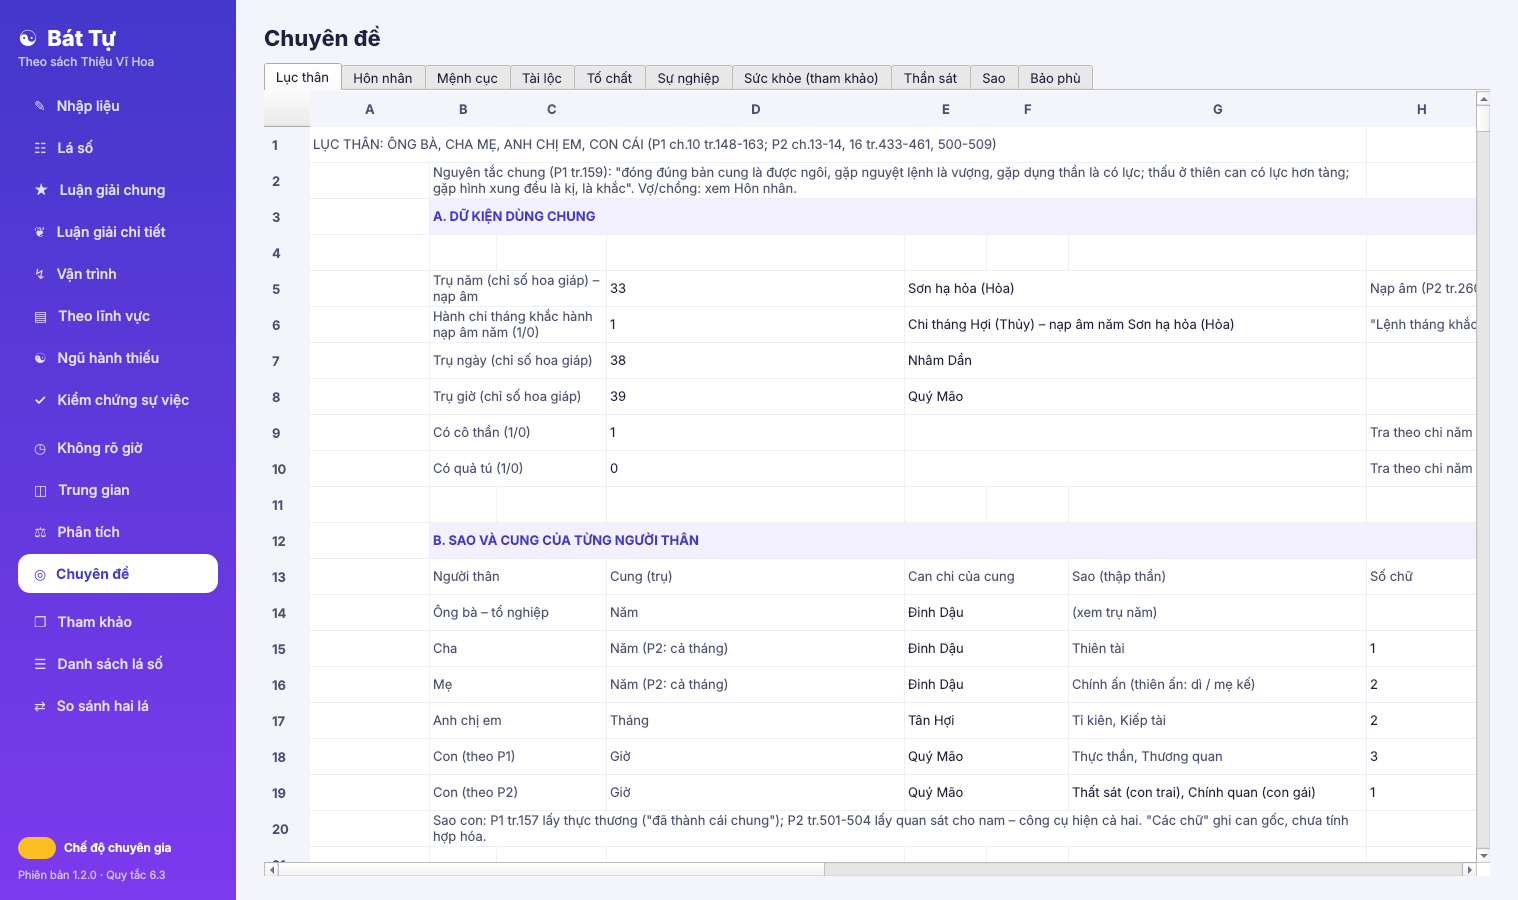 ☯ Bát Tự
Theo sách Thiệu Vĩ Hoa
✎ Nhập liệu
☷ Lá số
★ Luận giải chung
❦ Luận giải chi tiết
↯ Vận trình
▤ Theo lĩnh vực
☯ Ngũ hành thiếu
✓ Kiểm chứng sự việc
◷ Không rõ giờ
◫ Trung gian
⚖ Phân tích
◎ Chuyên đề
❐ Tham khảo
☰ Danh sách lá số
⇄ So sánh hai lá
Chế độ chuyên gia
Phiên bản 1.2.0 · Quy tắc 6.3
Chuyên đề
Lục thân Hôn nhân Mệnh cục Tài lộc Tố chất Sự nghiệp Sức khỏe (tham khảo) Thần sát Sao Bảo phù
A B C D E F G H
1 LỤC THÂN: ÔNG BÀ, CHA MẸ, ANH CHỊ EM, CON CÁI (P1 ch.10 tr.148-163; P2 ch.13-14, 16 tr.433-461, 500-509)
2 Nguyên tắc chung (P1 tr.159): "đóng đúng bản cung là được ngôi, gặp nguyệt lệnh là vượng, gặp dụng thần là có lực; thấu ở thiên can có lực hơn tàng;
gặp hình xung đều là kị, là khắc". Vợ/chồng: xem Hôn nhân.
3 A. DỮ KIỆN DÙNG CHUNG
4
5 Trụ năm (chỉ số hoa giáp) –
nạp âm 33 Sơn hạ hỏa (Hỏa) Nạp âm (P2 tr.260
6 Hành chi tháng khắc hành
nạp âm năm (1/0) 1 Chi tháng Hợi (Thủy) – nạp âm năm Sơn hạ hỏa (Hỏa) "Lệnh tháng khắc
7 Trụ ngày (chỉ số hoa giáp) 38 Nhâm Dần
8 Trụ giờ (chỉ số hoa giáp) 39 Quý Mão
9 Có cô thần (1/0) 1 Tra theo chi năm
10 Có quả tú (1/0) 0 Tra theo chi năm
11
12 B. SAO VÀ CUNG CỦA TỪNG NGƯỜI THÂN
13 Người thân Cung (trụ) Can chi của cung Sao (thập thần) Số chữ
14 Ông bà – tổ nghiệp Năm Đinh Dậu (xem trụ năm)
15 Cha Năm (P2: cả tháng) Đinh Dậu Thiên tài 1
16 Mẹ Năm (P2: cả tháng) Đinh Dậu Chính ấn (thiên ấn: dì / mẹ kế) 2
17 Anh chị em Tháng Tân Hợi Tỉ kiên, Kiếp tài 2
18 Con (theo P1) Giờ Quý Mão Thực thần, Thương quan 3
19 Con (theo P2) Giờ Quý Mão Thất sát (con trai), Chính quan (con gái) 1
20 Sao con: P1 tr.157 lấy thực thương ("đã thành cái chung"); P2 tr.501-504 lấy quan sát cho nam – công cụ hiện cả hai. "Các chữ" ghi can gốc, chưa tính
hợp hóa.